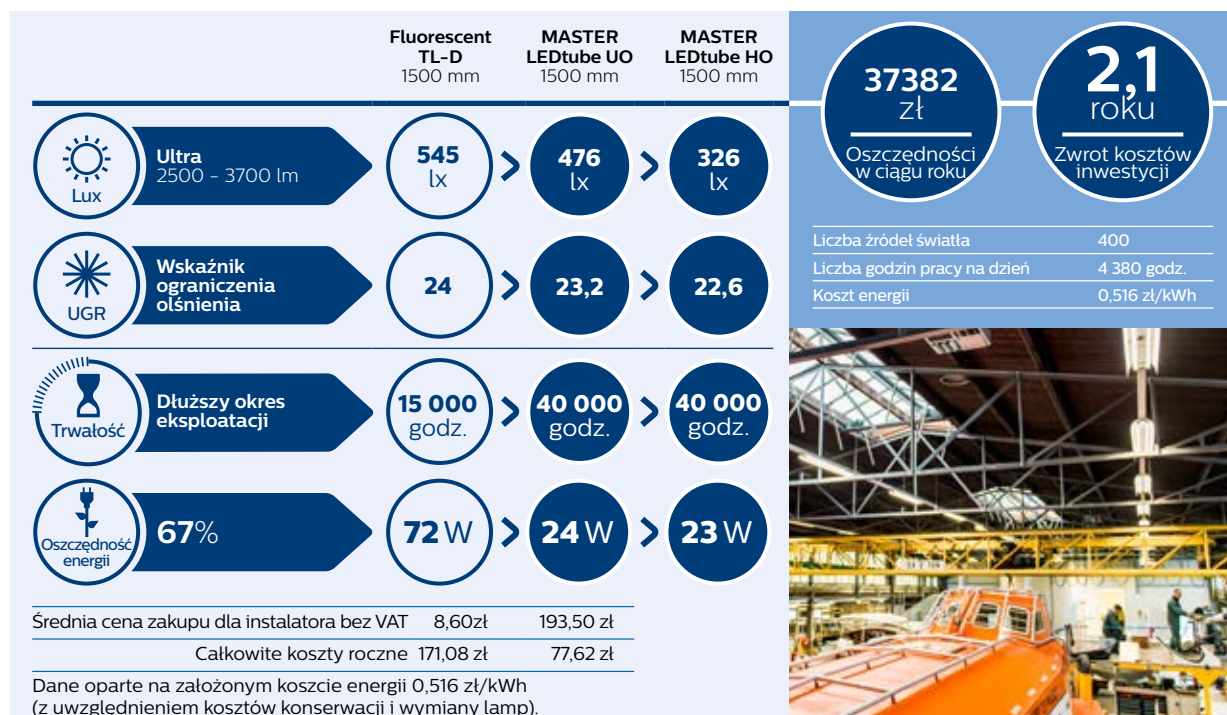 Fluorescent
TL-D
1500 mm
MASTER
LEDtube UO
1500 mm
MASTER
LEDtube HO
1500 mm
Lux
Ultra
2500 - 3700 lm
545
lx
>
476
lx
>
326
lx
UGR
Wskaźnik
ograniczenia
olśnienia
24
>
23,2
>
22,6
Trwałość
Dłuższy okres
eksploatacji
15 000
godz.
>
40 000
godz.
>
40 000
godz.
Oszczędność
energii
67%
72 W
>
24 W
>
23 W
Średnia cena zakupu dla instalatora bez VAT 8,60zł 193,50 zł
Całkowite koszty roczne 171,08 zł 77,62 zł
Dane oparte na założonym koszcie energii 0,516 zł/kWh
(z uwzględnieniem kosztów konserwacji i wymiany lamp).
37382
zł
Oszczędności
w ciągu roku
2,1
roku
Zwrot kosztów
inwestycji
Liczba źródeł światła 400
Liczba godzin pracy na dzień 4 380 godz.
Koszt energii 0,516 zł/kWh